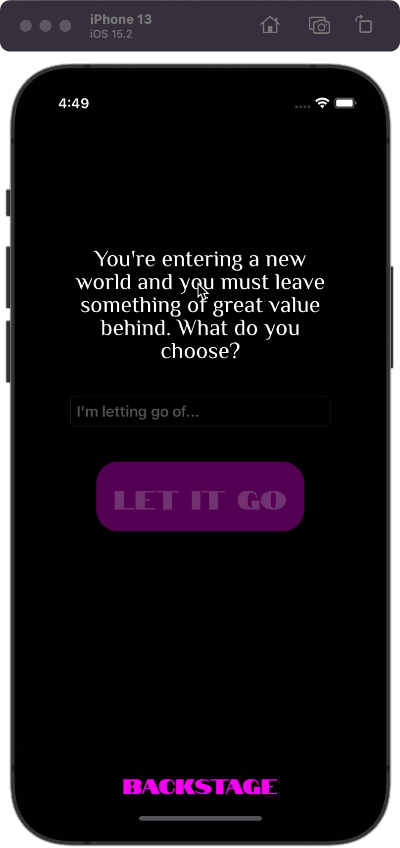 iPhone 13
iOS 15.2
4:49
You're entering a new
world and you must leave
something of great value
behind. What do you
choose?
I'm letting go of...
LET IT GO
BACKSTAGE